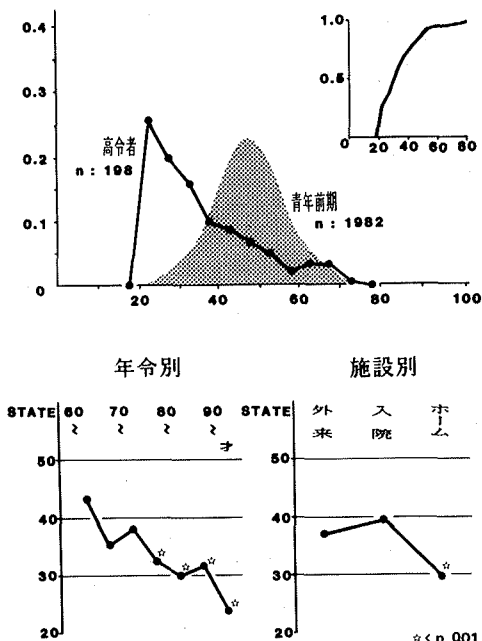 0.4
0.3
0.2
0.1
0
高令者
n : 198
青年前期
n : 1982
20 40 60 80 100
1.0
0.5
0 20 40 60 80
年令別
STATE 60 70 80 90
~ ~ ~ ~
才
50
40
30
20
☆ ☆ ☆ ☆
施設別
STATE 外来 入院 ホーム
50
40
30
20
☆
☆< p .001